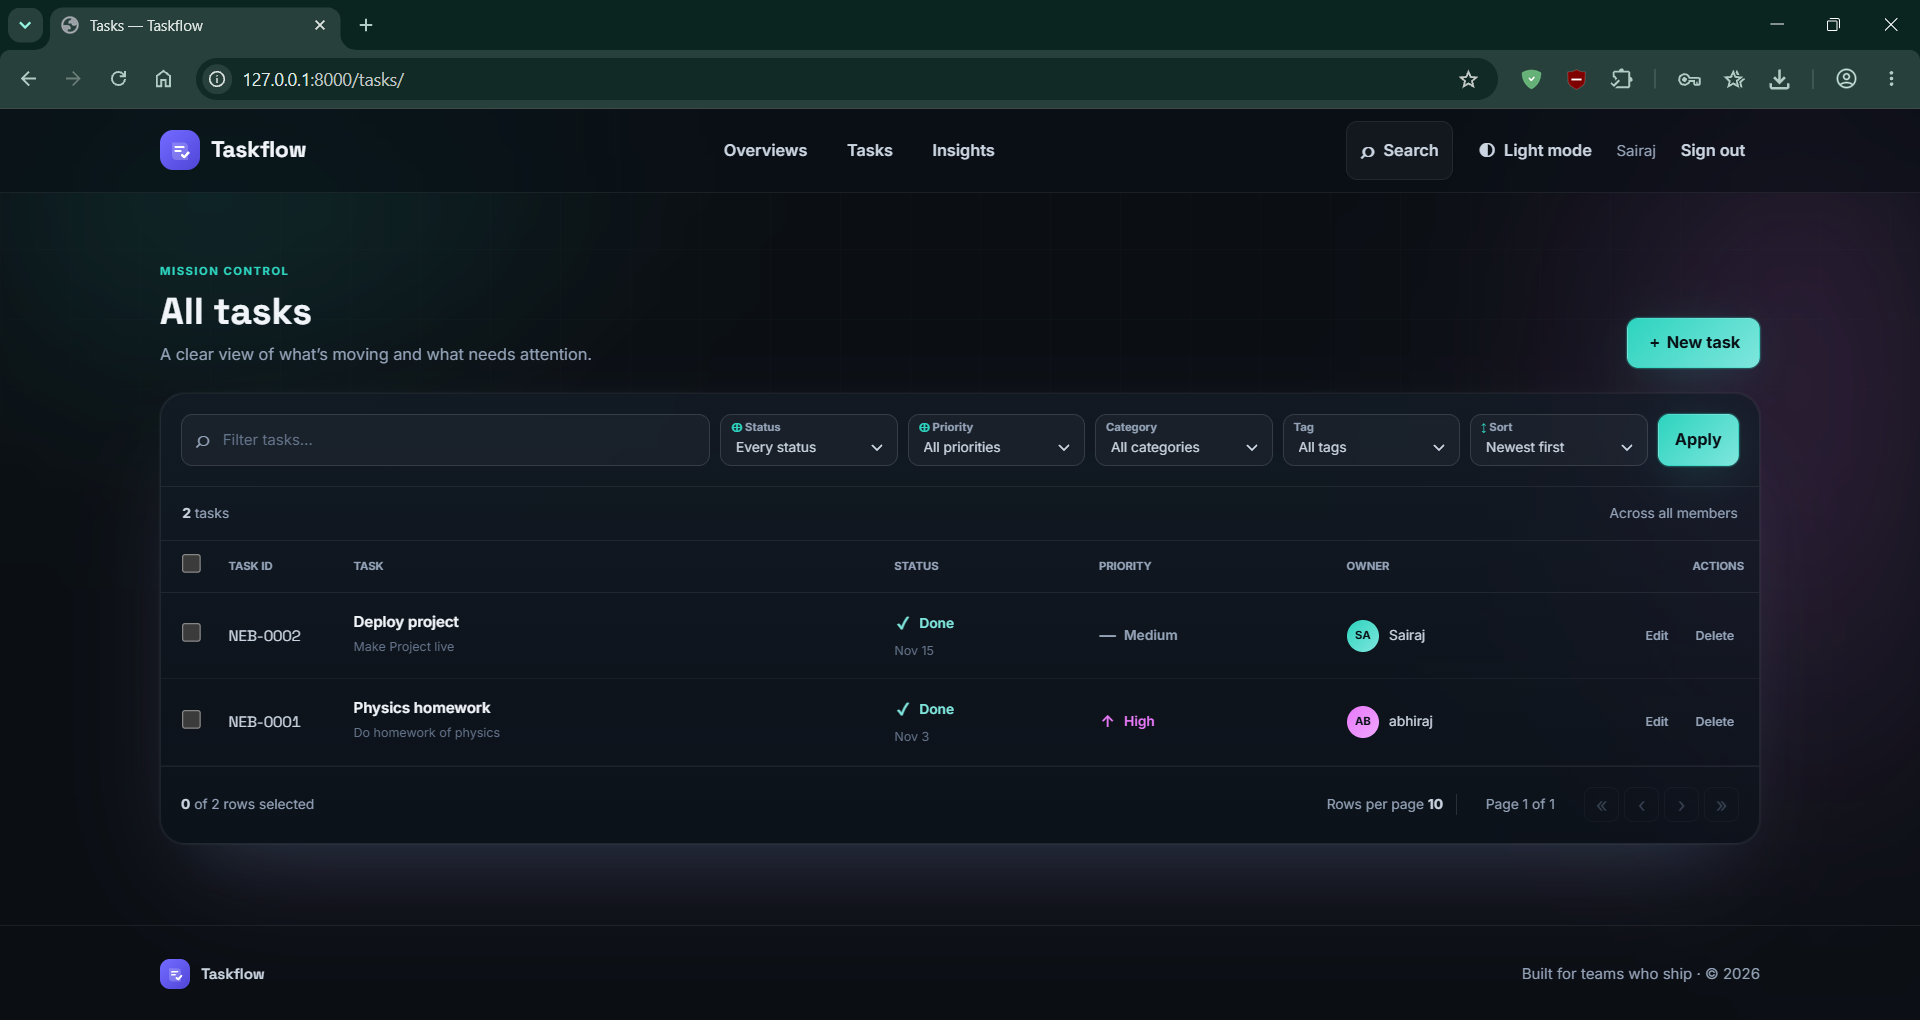 Tasks — Taskflow
127.0.0.1:8000/tasks/
Taskflow
Overviews
Tasks
Insights
Search
Light mode
Sairaj
Sign out
MISSION CONTROL
All tasks
A clear view of what's moving and what needs attention.
+ New task
Filter tasks...
Status
Every status
Priority
All priorities
Category
All categories
Tag
All tags
Sort
Newest first
Apply
2 tasks
Across all members
TASK ID TASK STATUS PRIORITY OWNER ACTIONS
NEB-0002
Deploy project
Make Project live
Done
Nov 15
Medium
SA Sairaj
Edit Delete
NEB-0001
Physics homework
Do homework of physics
Done
Nov 3
High
AB abhiraj
Edit Delete
0 of 2 rows selected
Rows per page 10
Page 1 of 1
« ‹ › »
Taskflow
Built for teams who ship · © 2026